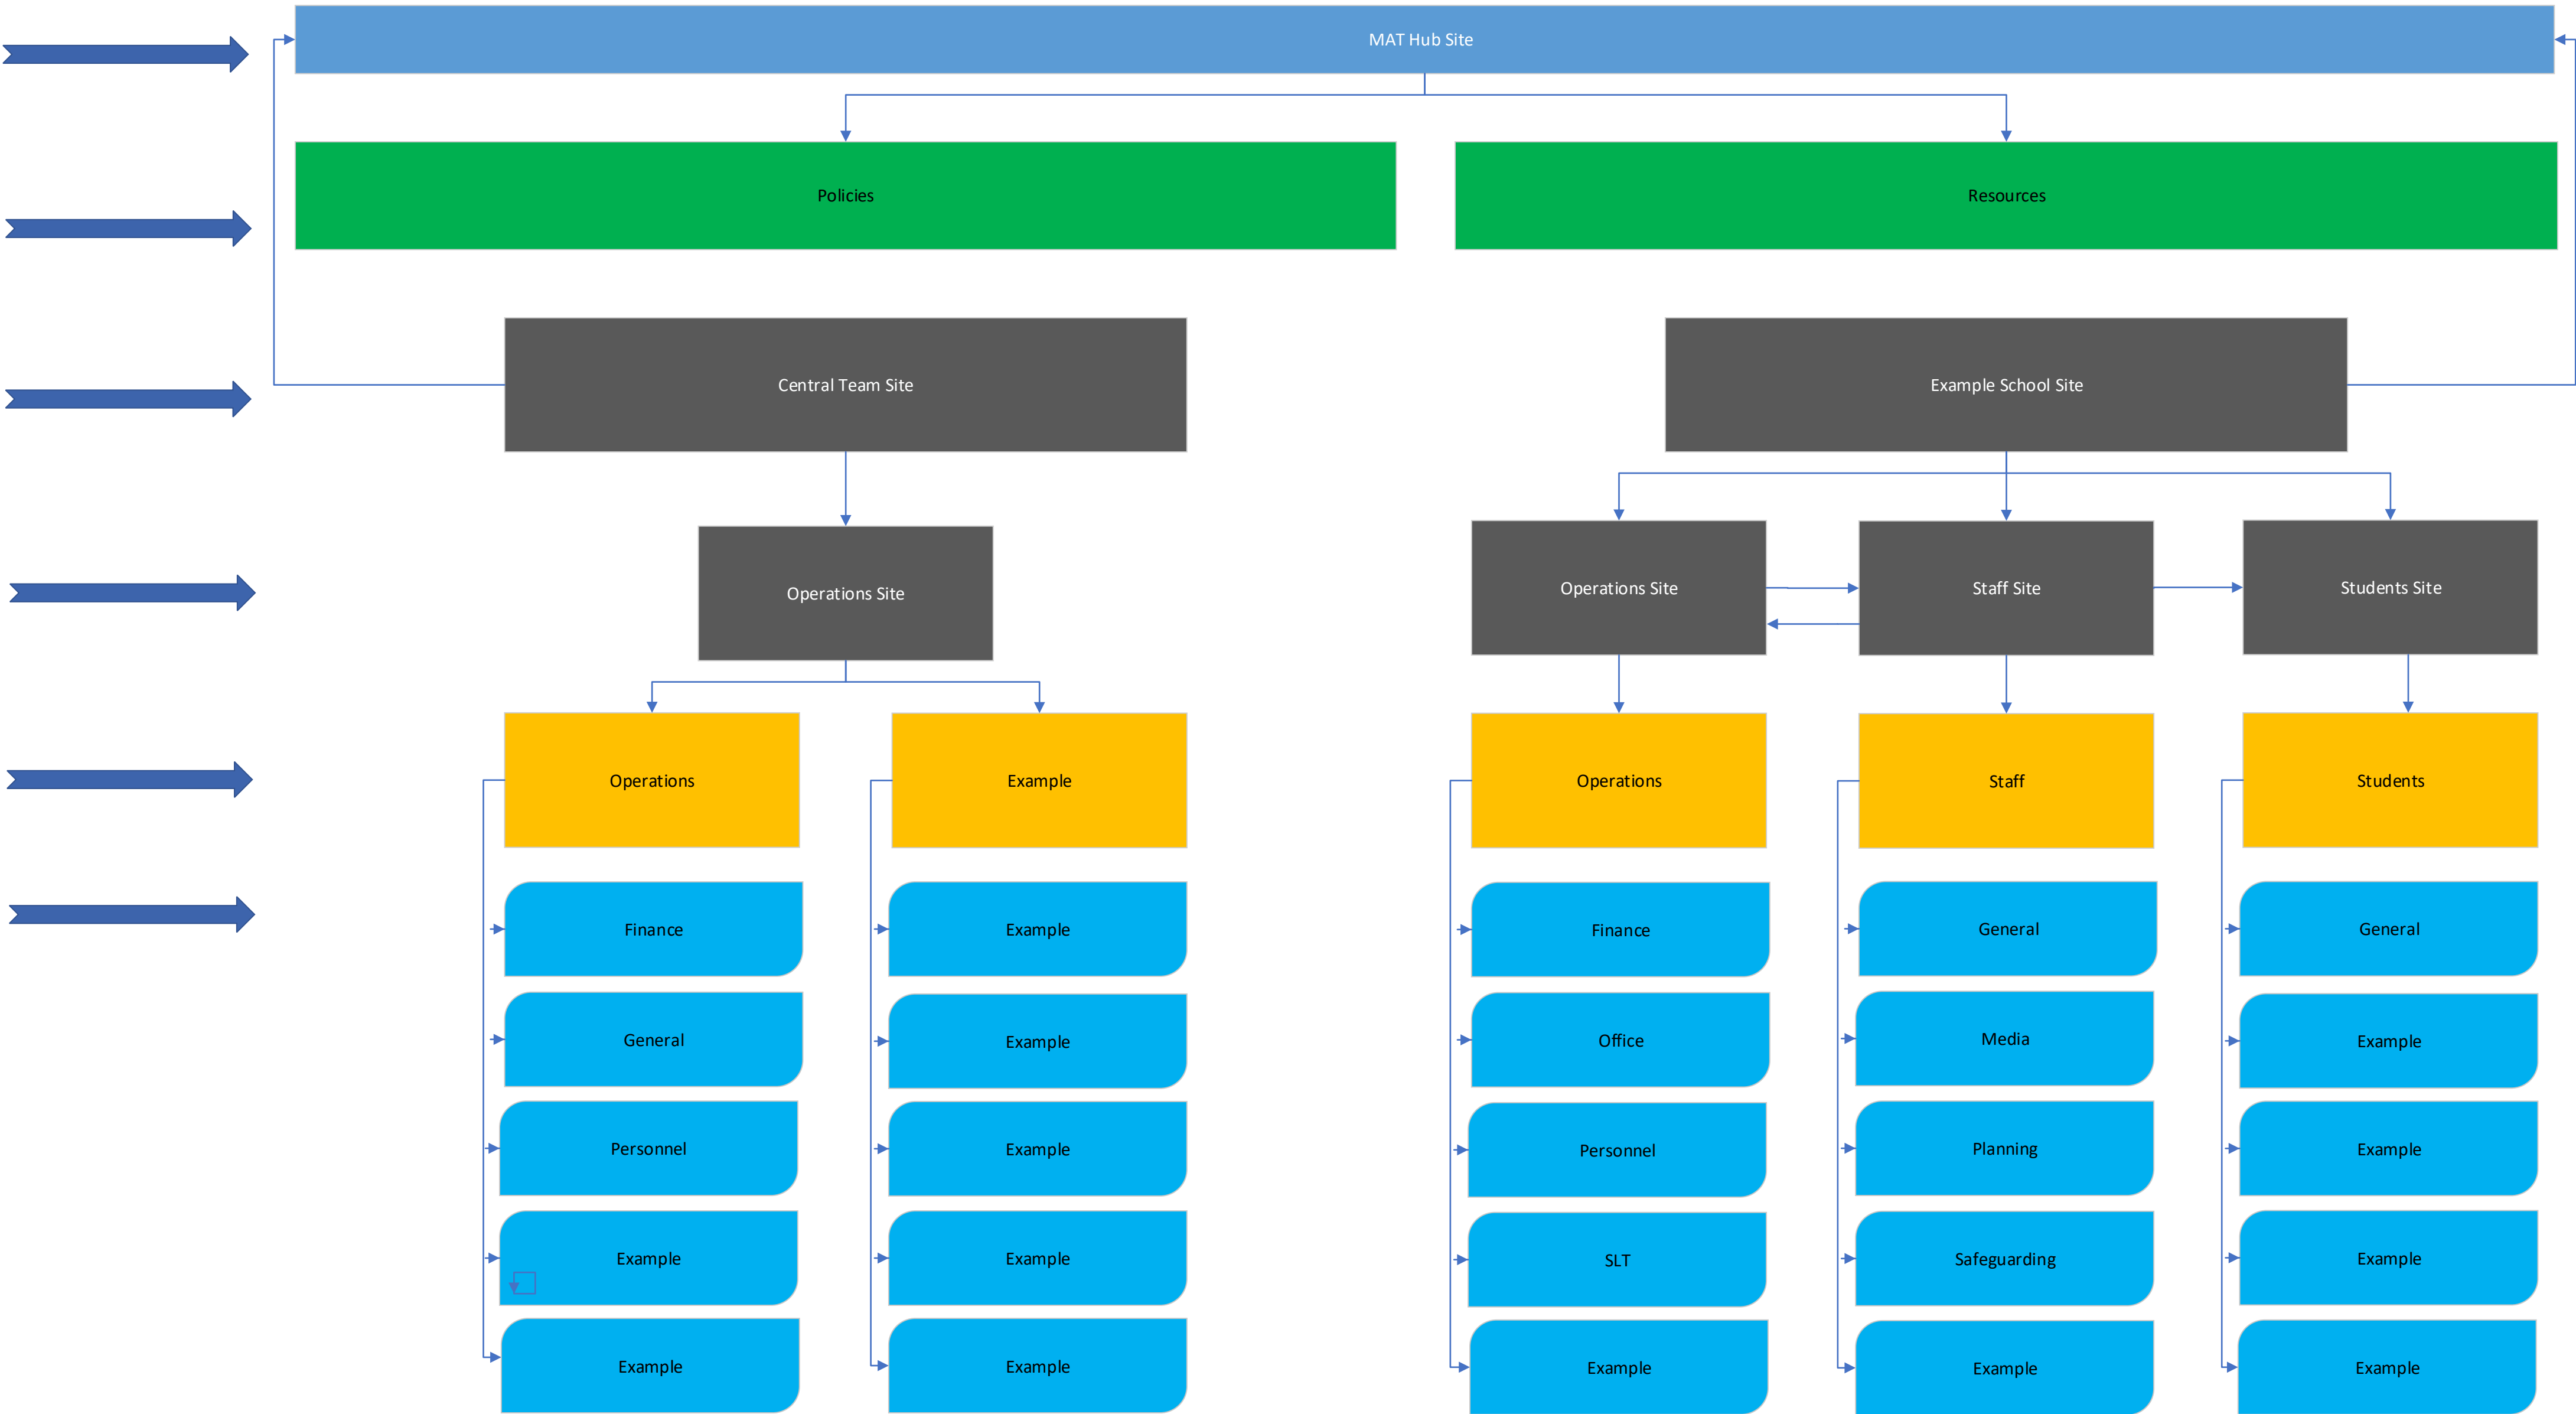 MAT Hub Site
Policies
Resources
Central Team Site
Example School Site
Operations Site
Operations Site
Staff Site
Students Site
Operations
Example
Operations
Staff
Students
Finance
Example
Finance
General
General
General
Example
Office
Media
Example
Personnel
Example
Personnel
Planning
Example
Example
Example
SLT
Safeguarding
Example
Example
Example
Example
Example
Example